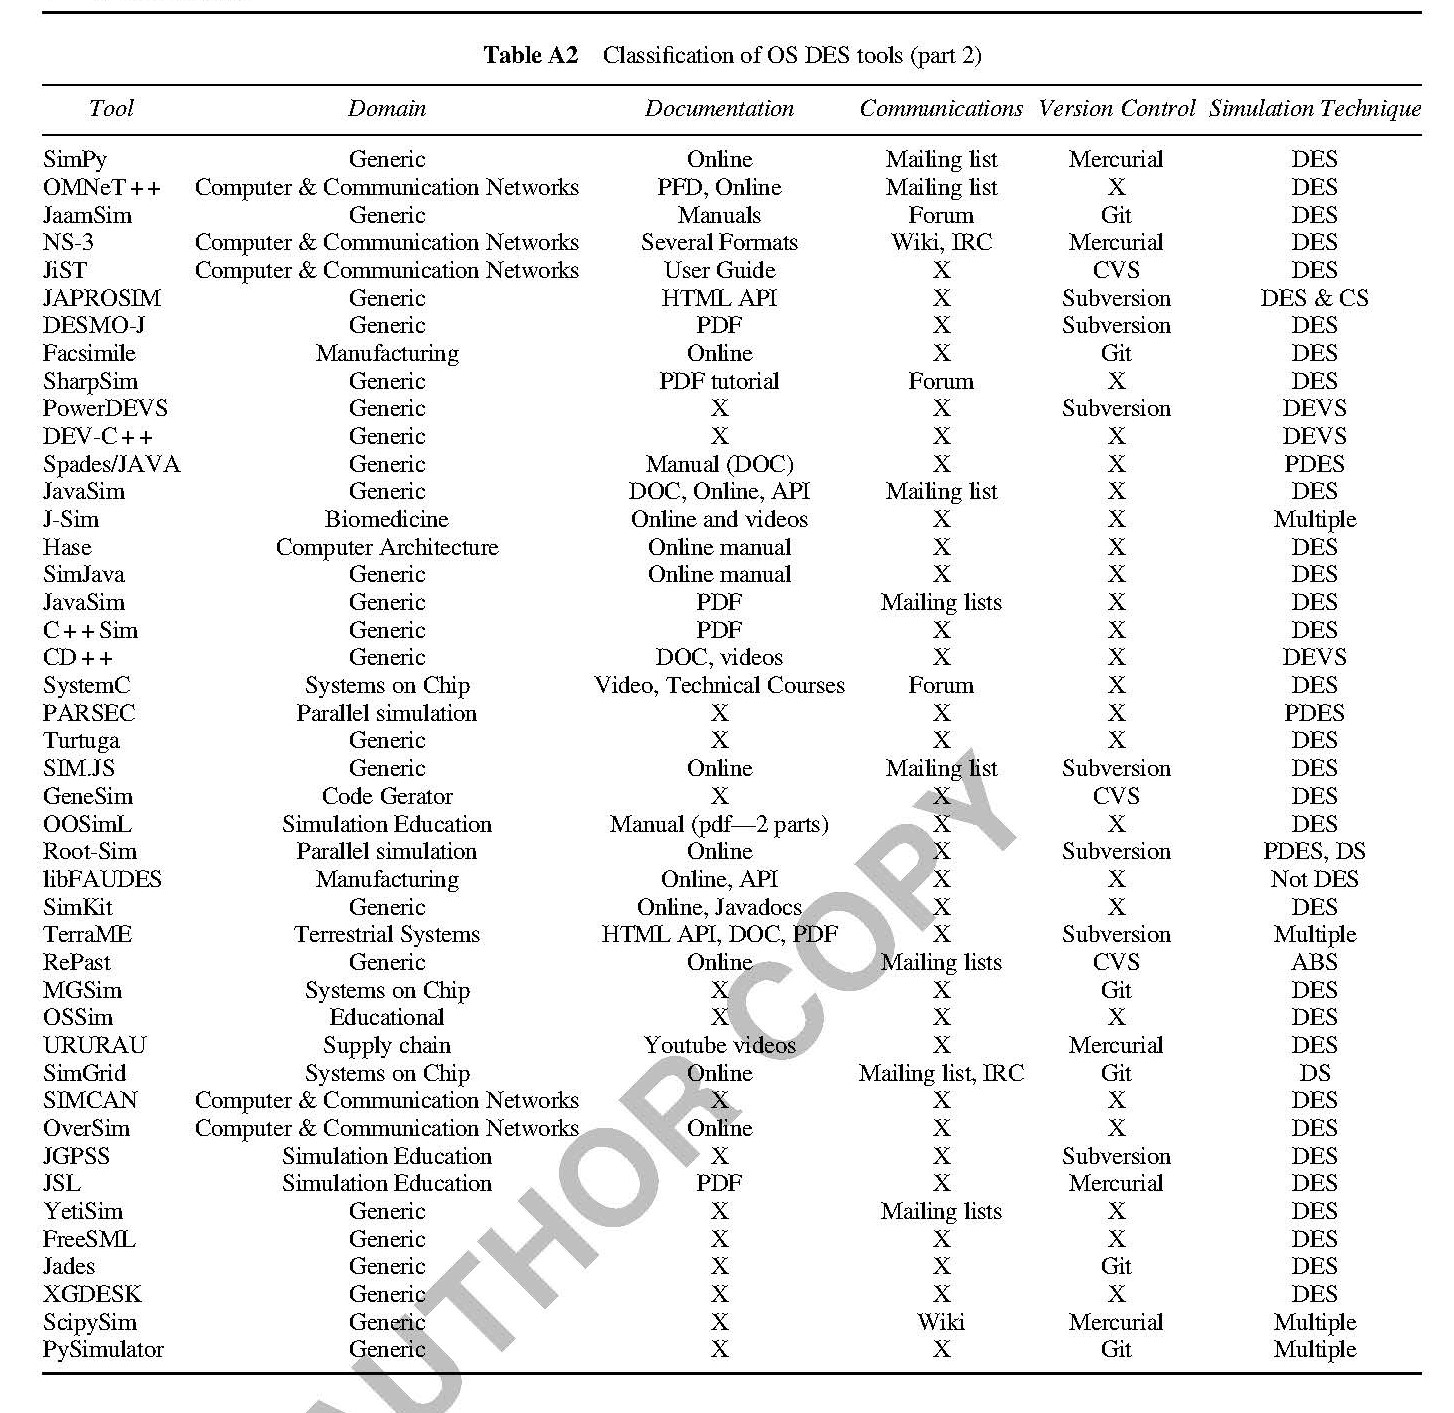 Table A2 Classification of OS DES tools (part 2)
Tool Domain Documentation Communications Version Control Simulation Technique
SimPy Generic Online Mailing list Mercurial DES
OMNeT++ Computer & Communication Networks PFD, Online Mailing list X DES
JaamSim Generic Manuals Forum Git DES
NS-3 Computer & Communication Networks Several Formats Wiki, IRC Mercurial DES
JiST Computer & Communication Networks User Guide X CVS DES
JAPROSIM Generic HTML API X Subversion DES & CS
DESMO-J Generic PDF X Subversion DES
Facsimile Manufacturing Online X Git DES
SharpSim Generic PDF tutorial Forum X DES
PowerDEVS Generic X X Subversion DEVS
DEV-C++ Generic X X X DEVS
Spades/JAVA Generic Manual (DOC) X X PDES
JavaSim Generic DOC, Online, API Mailing list X DES
J-Sim Biomedicine Online and videos X X Multiple
Hase Computer Architecture Online manual X X DES
SimJava Generic Online manual X X DES
JavaSim Generic PDF Mailing lists X DES
C++Sim Generic PDF X X DES
CD++ Generic DOC, videos X X DEVS
SystemC Systems on Chip Video, Technical Courses Forum X DES
PARSEC Parallel simulation X X X PDES
Turtuga Generic X X X DES
SIM.JS Generic Online Mailing list Subversion DES
GeneSim Code Gerator X X CVS DES
OOSimL Simulation Education Manual (pdf—2 parts) X X DES
Root-Sim Parallel simulation Online X Subversion PDES, DS
libFAUDES Manufacturing Online, API X X Not DES
SimKit Generic Online, Javadocs X X DES
TerraME Terrestrial Systems HTML API, DOC, PDF X Subversion Multiple
RePast Generic Online Mailing lists CVS ABS
MGSim Systems on Chip X X Git DES
OSSim Educational X X X DES
URURAU Supply chain Youtube videos X Mercurial DES
SimGrid Systems on Chip Online Mailing list, IRC Git DS
SIMCAN Computer & Communication Networks X X X DES
OverSim Computer & Communication Networks Online X X DES
JGPSS Simulation Education X X Subversion DES
JSL Simulation Education PDF X Mercurial DES
YetiSim Generic X Mailing lists X DES
FreeSML Generic X X X DES
Jades Generic X X Git DES
XGDESK Generic X X X DES
ScipySim Generic X Wiki Mercurial Multiple
PySimulator Generic X X Git Multiple
AUTHOR COPY